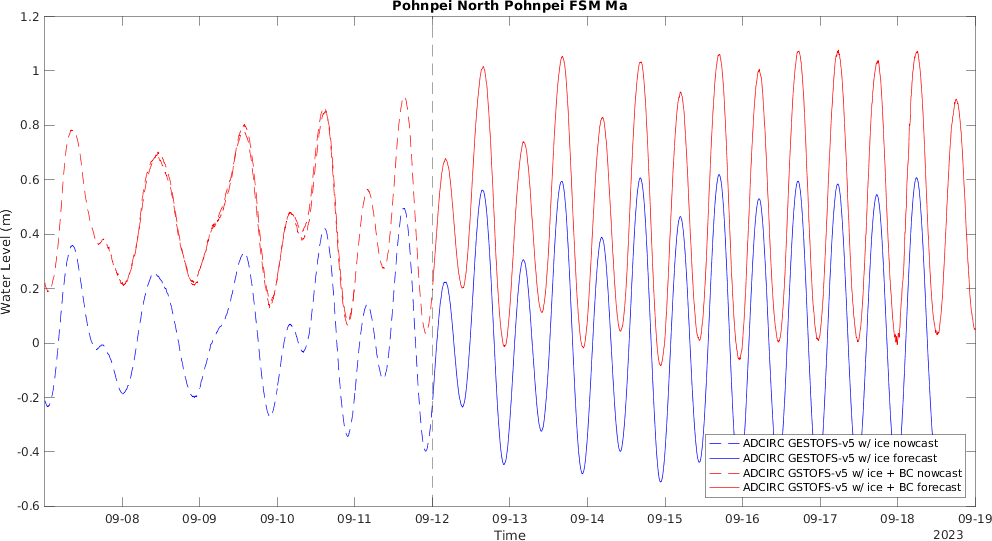 Pohnpei North Pohnpei FSM Ma
1.2
1
0.8
0.6
0.4
0.2
0
-0.2
-0.4
-0.6
Water Level (m)
ADCIRC GESTOFS-v5 w/ ice nowcast
ADCIRC GESTOFS-v5 w/ ice forecast
ADCIRC GSTOFS-v5 w/ ice + BC nowcast
ADCIRC GSTOFS-v5 w/ ice + BC forecast
09-08 09-09 09-10 09-11 09-12 09-13 09-14 09-15 09-16 09-17 09-18 09-19
Time
2023